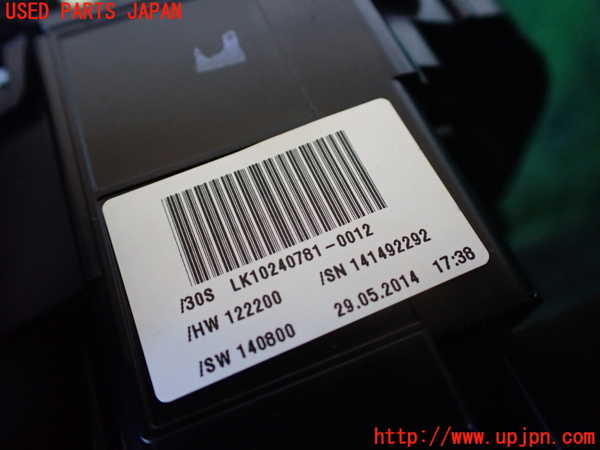 USED PARTS JAPAN
/30S LK10240781-0012
/HW 122200 /SN 141492292
/SW 140800 29.05.2014 17:38
http://www.upjpn.com